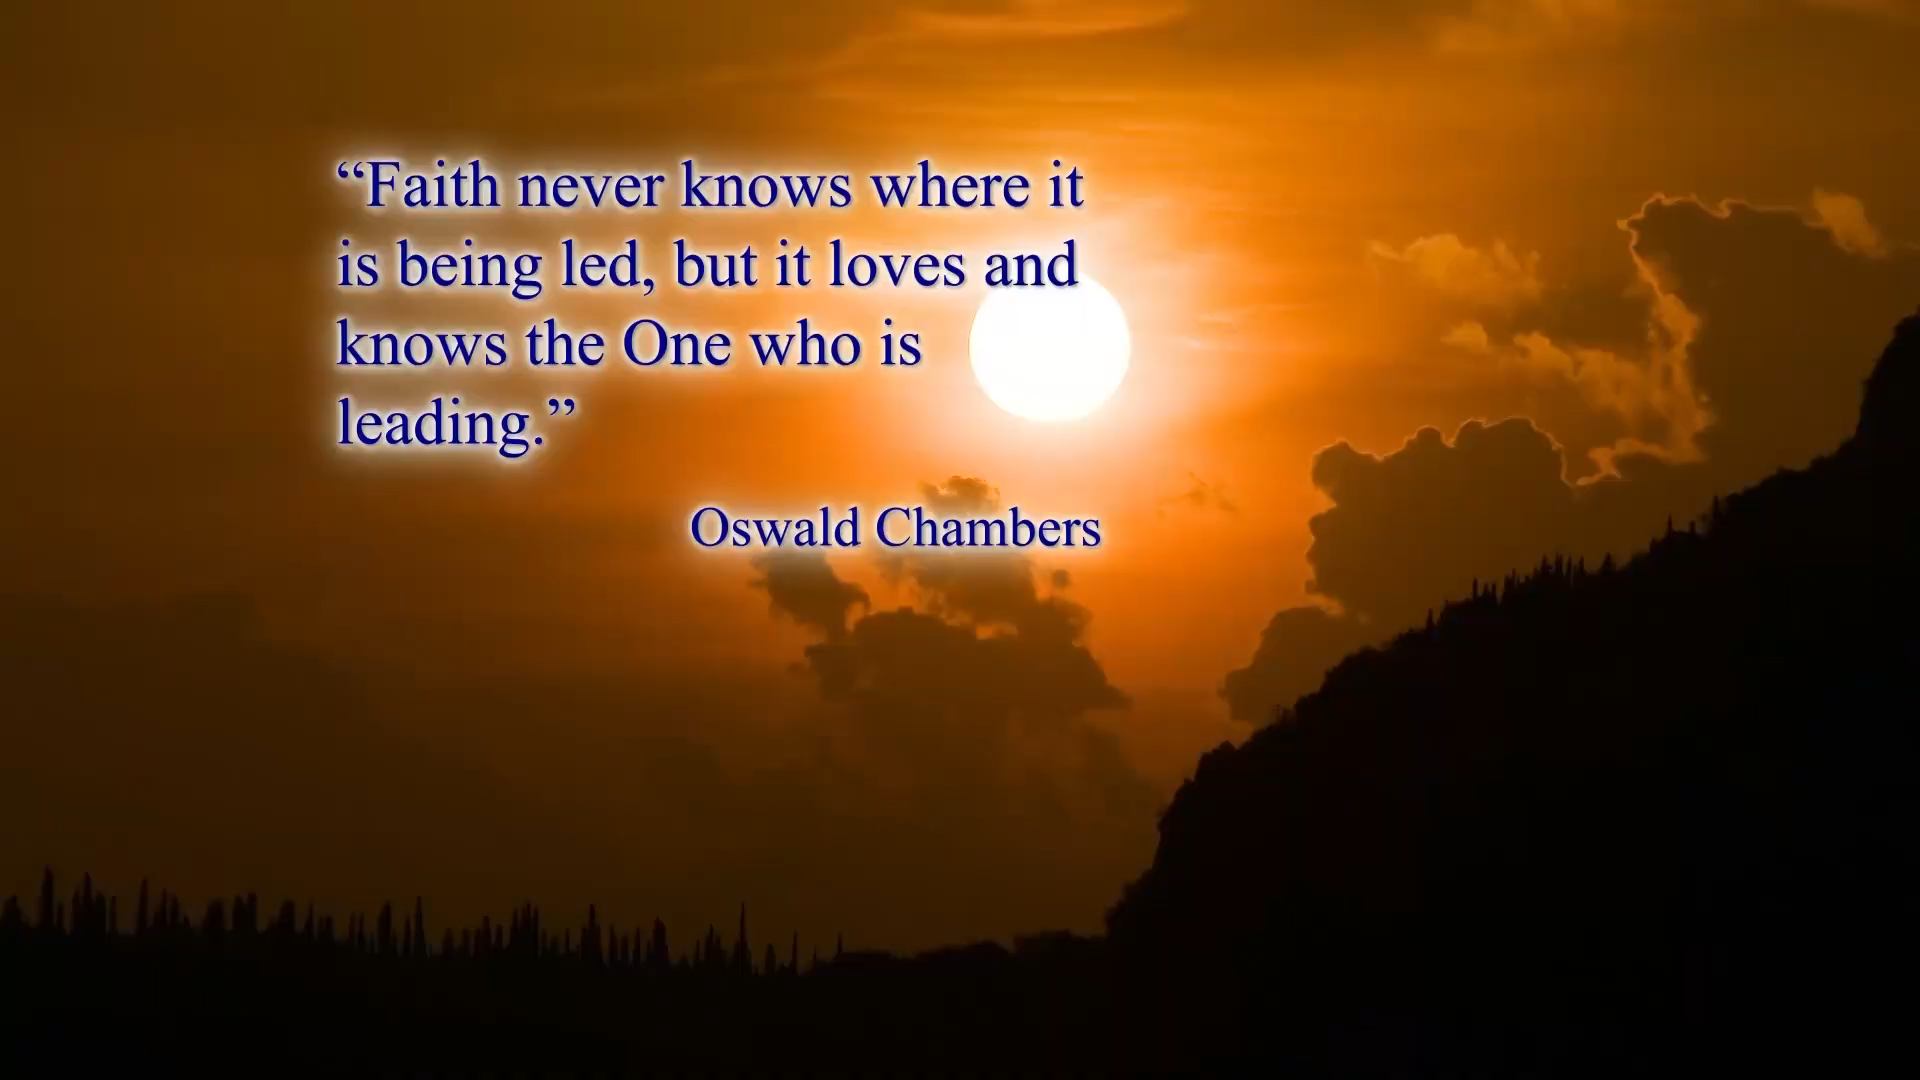 “Faith never knows where it
is being led, but it loves and
knows the One who is
leading.”
Oswald Chambers